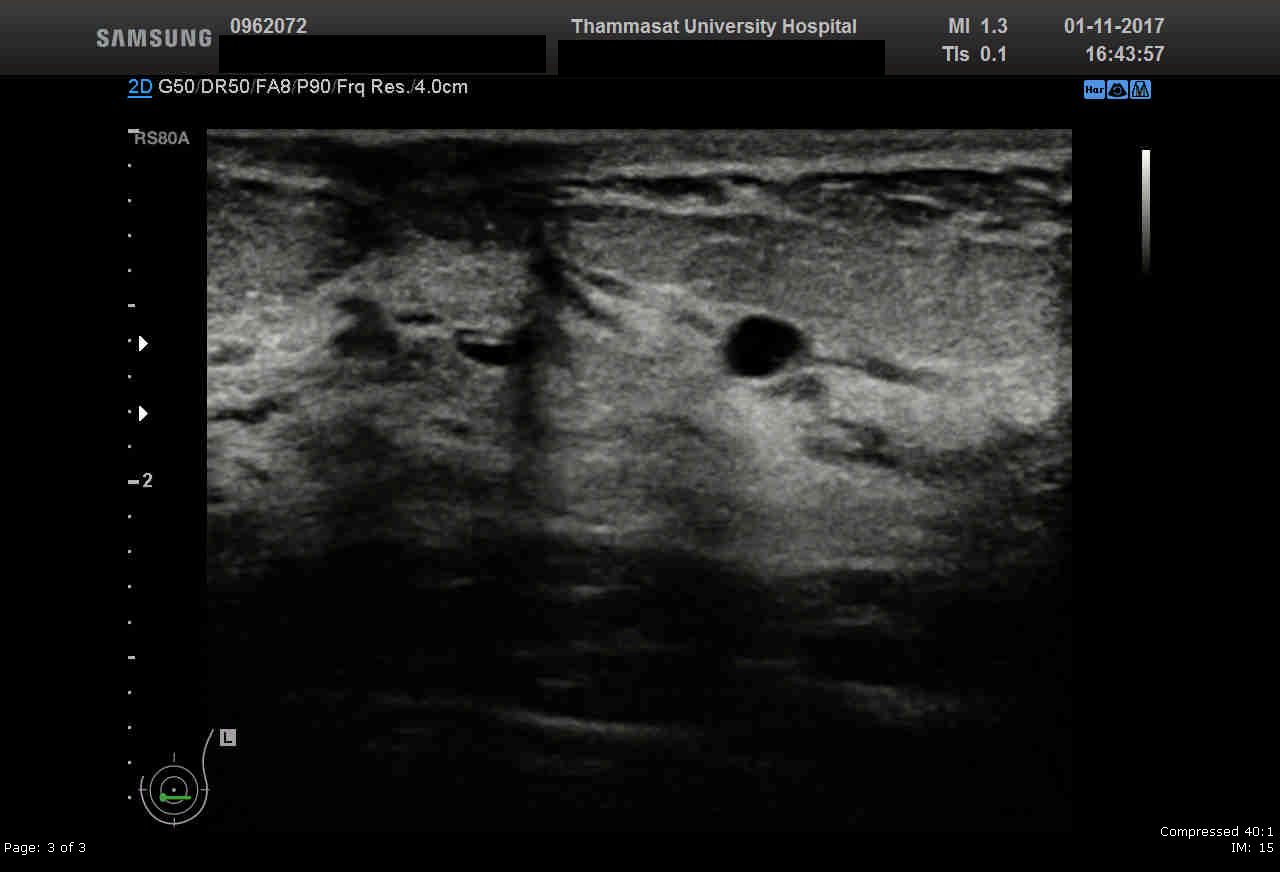 SAMSUNG
0962072
Thammasat University Hospital
MI 1.3
01-11-2017
TIs 0.1
16:43:57
2D G50/DR50/FA8/P90/Frq Res./4.0cm
Har
M
RS80A
2
L
Compressed 40:1
Page: 3 of 3
IM: 15